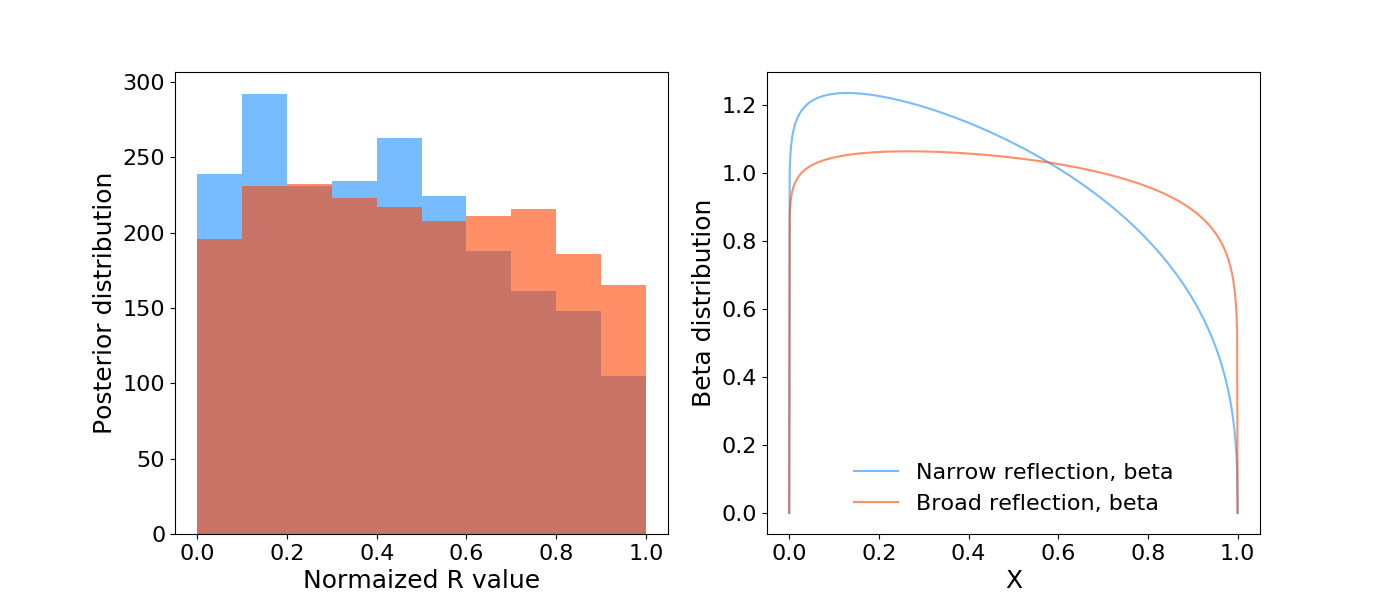 Posterior distribution
300
250
200
150
100
50
0
0.0 0.2 0.4 0.6 0.8 1.0
Normaized R value
Beta distribution
1.2
1.0
0.8
0.6
0.4
0.2
0.0
Narrow reflection, beta
Broad reflection, beta
0.0 0.2 0.4 0.6 0.8 1.0
X